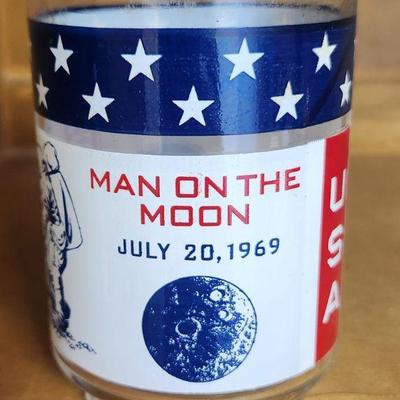 MAN ON THE
MOON
JULY 20, 1969
USA